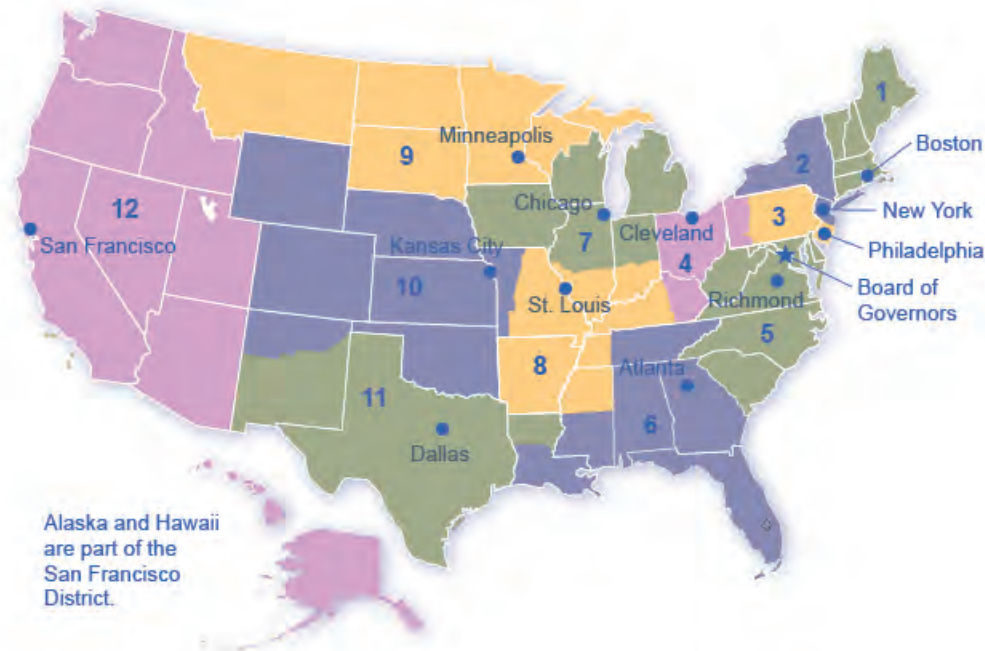 1
Minneapolis
Boston
9
2
12
Chicago
3
New York
San Francisco
Kansas City
7
Cleveland
Philadelphia
10
4
St. Louis
Richmond
Board of
Governors
5
8
Atlanta
11
6
Dallas
Alaska and Hawaii
are part of the
San Francisco
District.